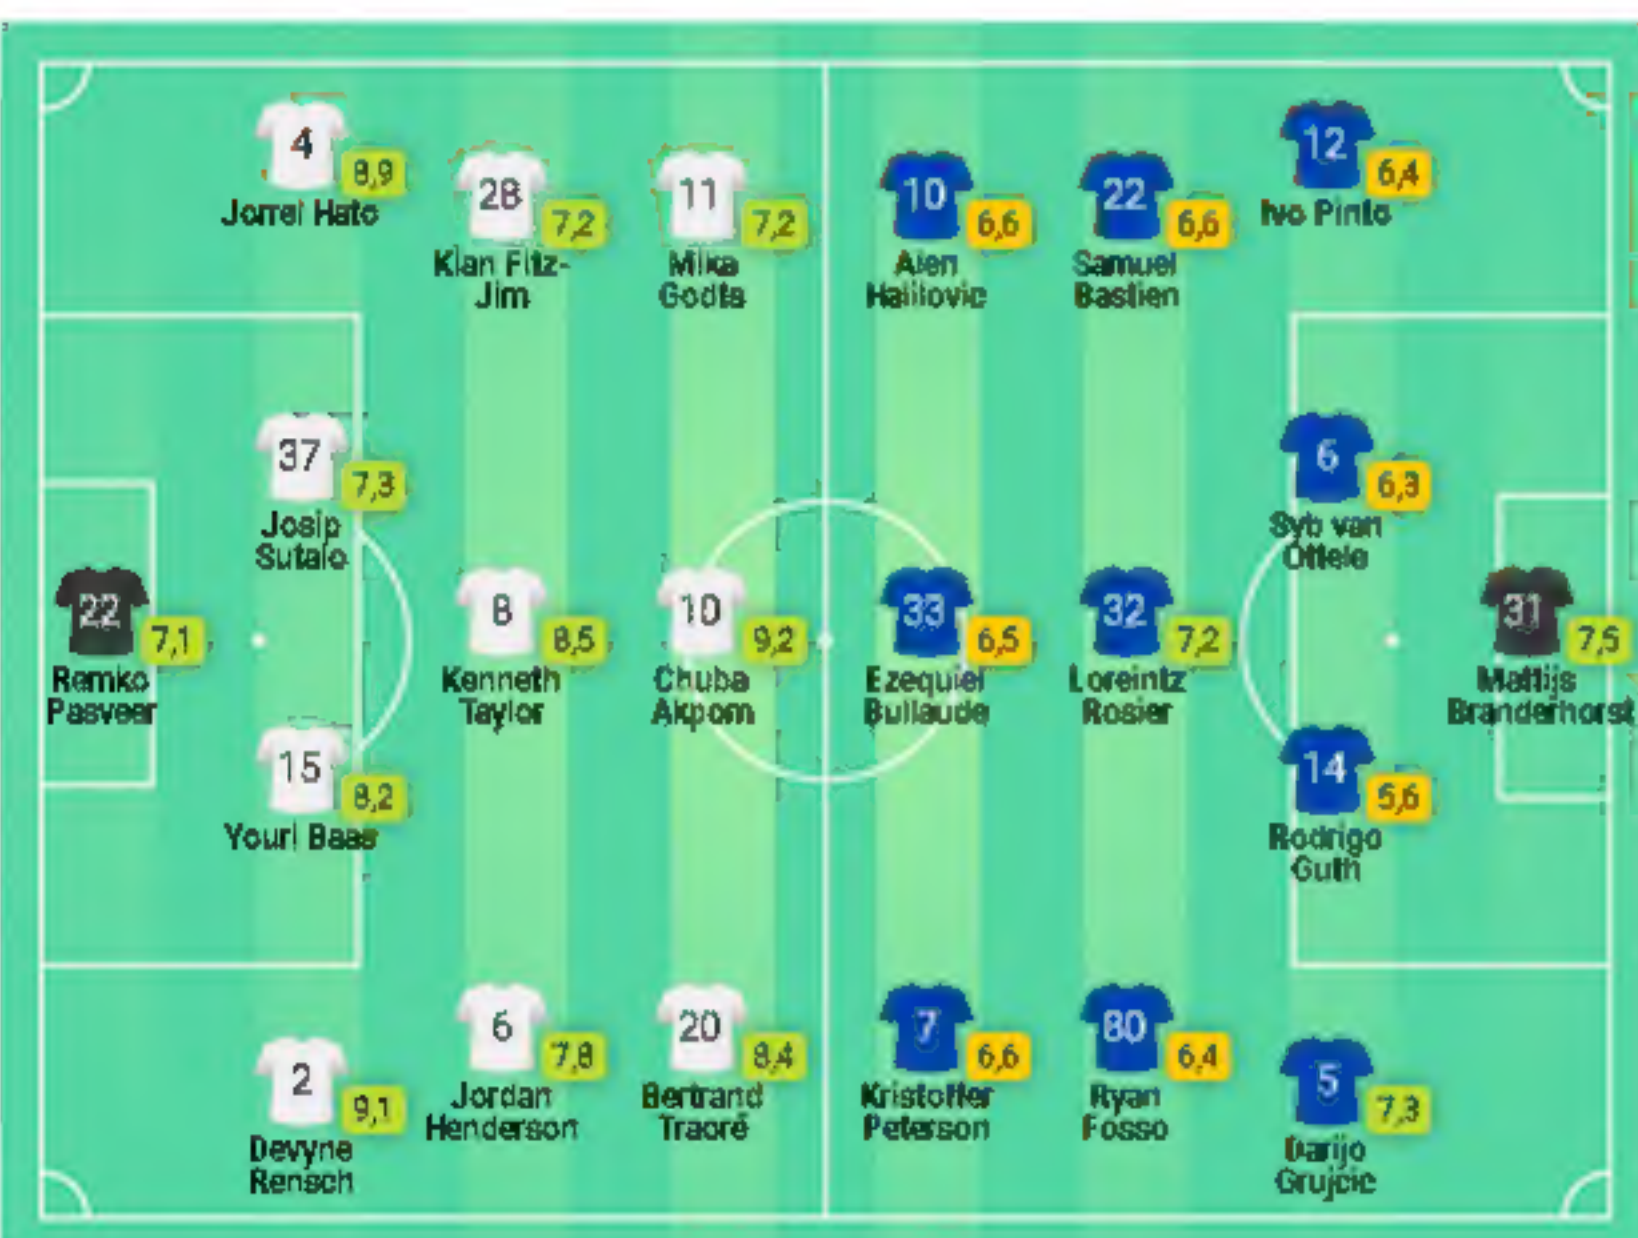 4
8,9
Jorrel Hato
28
7,2
Kian Fitz-
Jim
11
7,2
Mika
Godts
10
6,6
Alen
Halilovic
22
6,6
Samuel
Bastien
12
6,4
Ivo Pinto
37
7,3
Josip
Sutalo
6
6,3
Syb van
Ottele
22
7,1
Remko
Pasveer
8
8,5
Kenneth
Taylor
10
9,2
Chuba
Akpom
33
6,5
Ezequiel
Bullaude
32
7,2
Loreintz
Rosier
31
7,5
Mattijs
Branderhorst
15
8,2
Youri Baas
14
5,6
Rodrigo
Guth
2
9,1
Devyne
Rensch
6
7,8
Jordan
Henderson
20
8,4
Bertrand
Traoré
7
6,6
Kristoffer
Peterson
80
6,4
Ryan
Fosso
5
7,3
Darijo
Grujcic